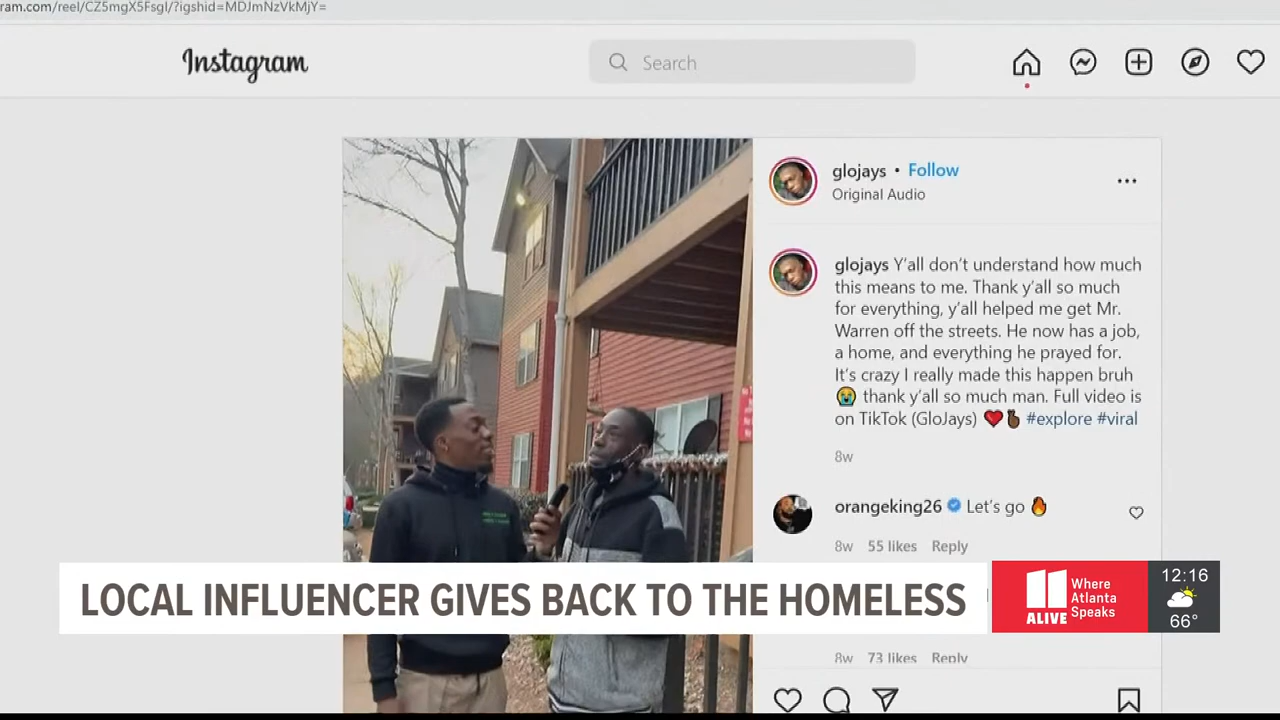 ram.com/reel/CZ5mgX5Fsgl/?igshid=MDJmNzVkMjY=
Instagram
Search
glojays • Follow
Original Audio
glojays Y'all don't understand how much
this means to me. Thank y'all so much
for everything, y'all helped me get Mr.
Warren off the streets. He now has a job,
a home, and everything he prayed for.
It's crazy I really made this happen bruh
😭 thank y'all so much man. Full video is
on TikTok (GloJays) ❤️🤞🏿 #explore #viral
8w
orangeking26 Let's go 🔥
8w 55 likes Reply
LOCAL INFLUENCER GIVES BACK TO THE HOMELESS
11
ALIVE
Where
Atlanta
Speaks
12:16
66°
8w 73 likes Reply